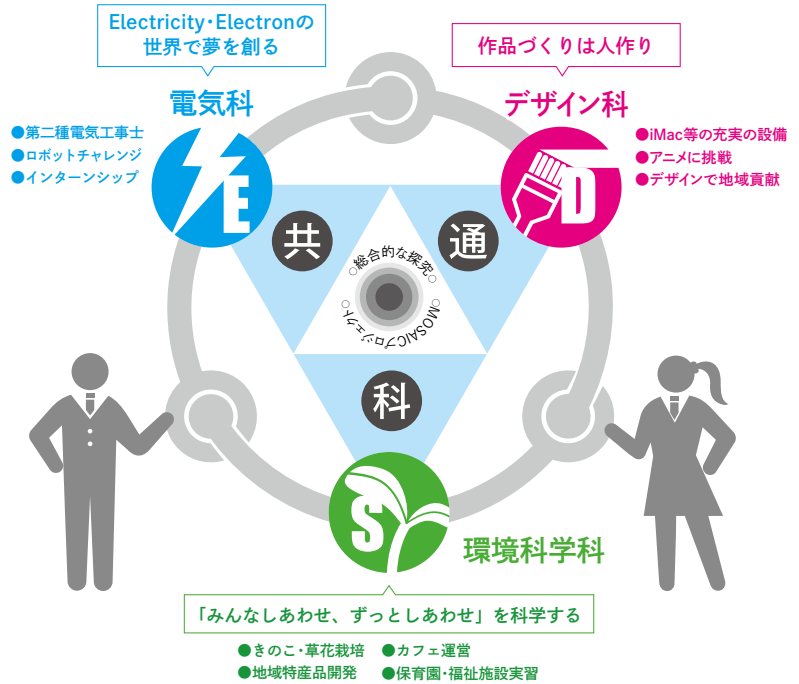 Electricity・Electronの
世界で夢を創る
電気科
●第二種電気工事士
●ロボットチャレンジ
●インターンシップ
E
作品づくりは人作り
デザイン科
●iMac等の充実の設備
●アニメに挑戦
●デザインで地域貢献
D
共
通
○総合的な探究○
○MOSAICプロジェクト○
科
S
環境科学科
「みんなしあわせ、ずっとしあわせ」を科学する
●きのこ・草花栽培 ●カフェ運営
●地域特産品開発 ●保育園・福祉施設実習